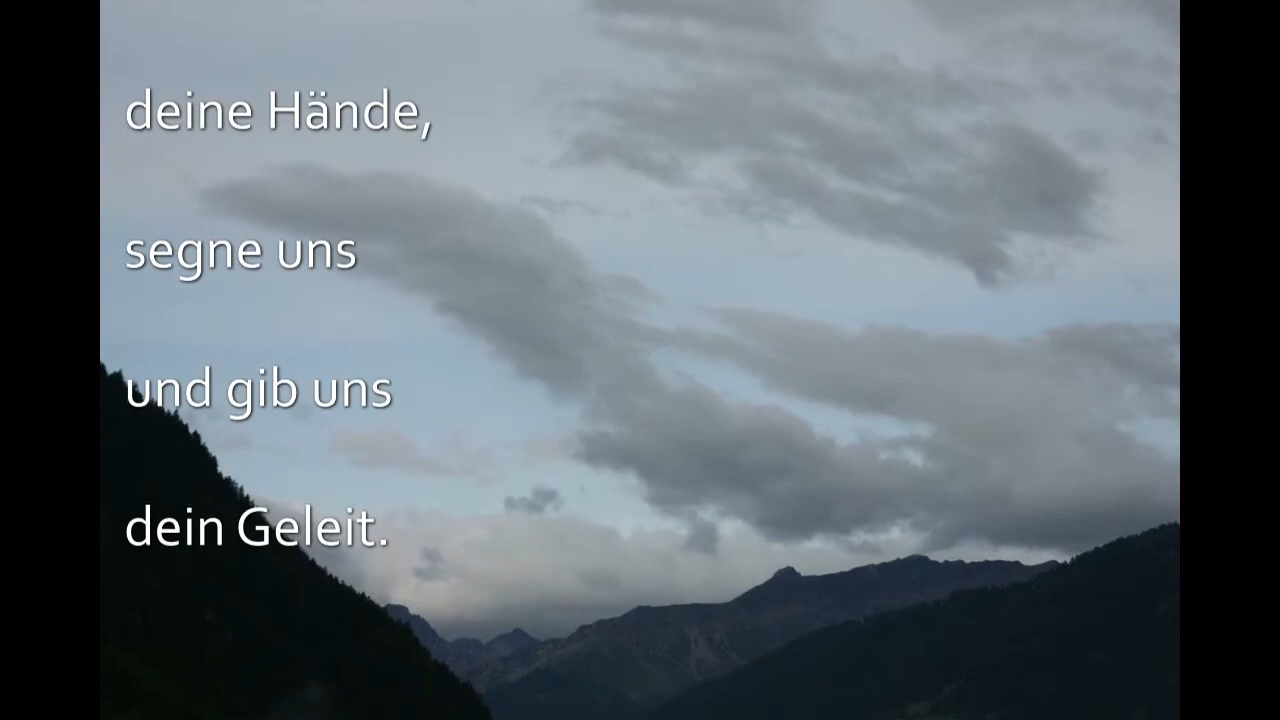 deine Hände,
segne uns
und gib uns
dein Geleit.